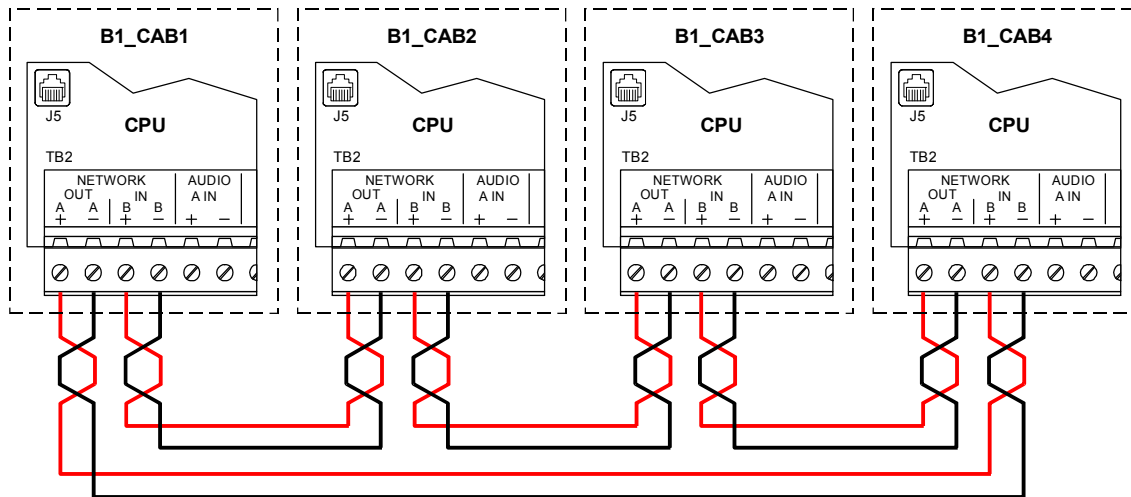 B1_CAB1
J5
CPU
TB2
NETWORK AUDIO
OUT IN A IN
A A B B
+ − + − + −
B1_CAB2
J5
CPU
TB2
NETWORK AUDIO
OUT IN A IN
A A B B
+ − + − + −
B1_CAB3
J5
CPU
TB2
NETWORK AUDIO
OUT IN A IN
A A B B
+ − + − + −
B1_CAB4
J5
CPU
TB2
NETWORK AUDIO
OUT IN A IN
A A B B
+ − + − + −